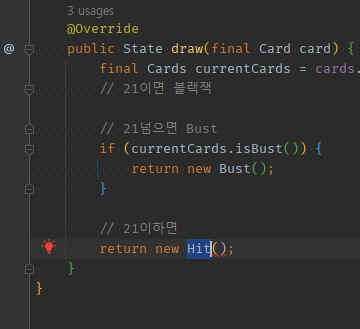 3 usages
@Override
@ public State draw(final Card card) {
final Cards currentCards = cards.
// 21이면 블랙잭
// 21넘으면 Bust
if (currentCards.isBust()) {
return new Bust();
}
// 21이하면
return new Hit();
}
}